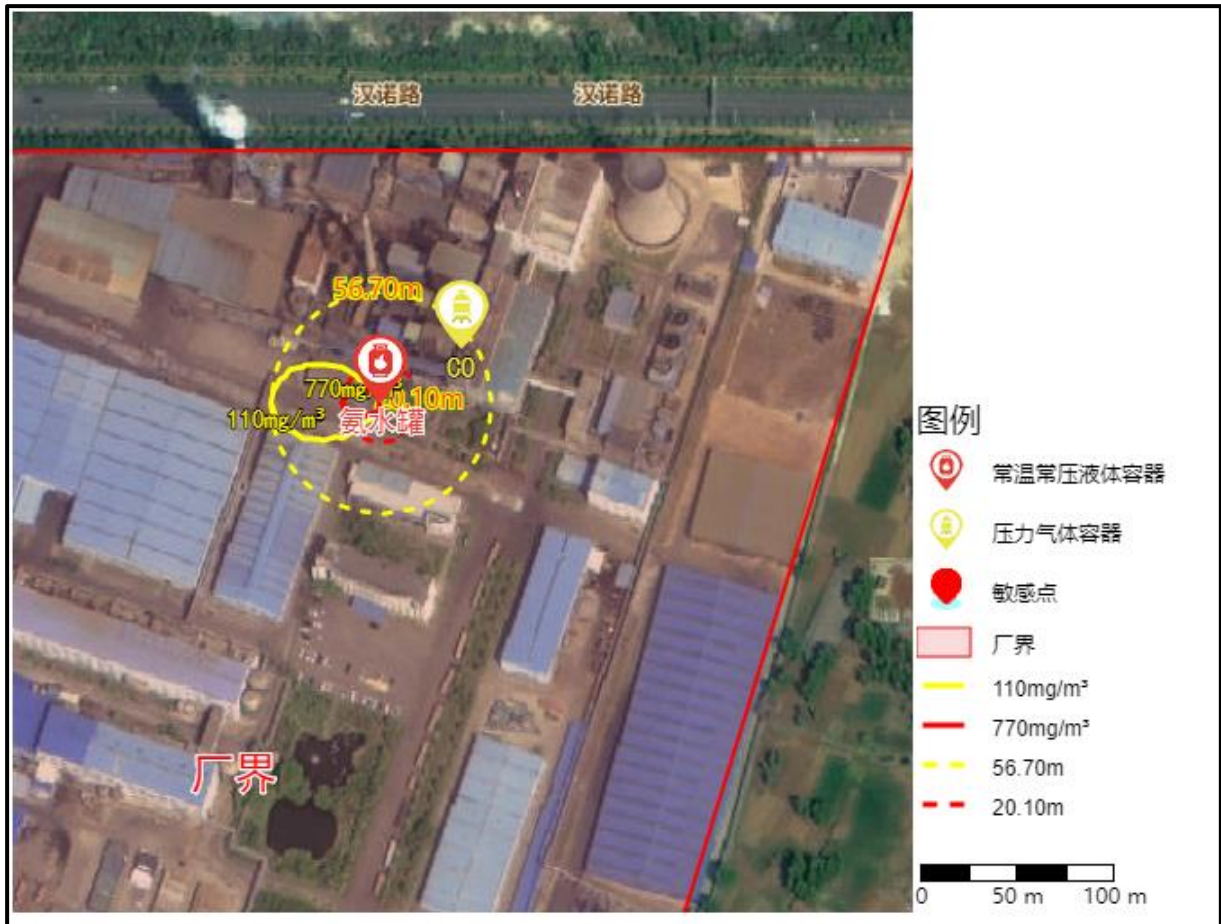 汉诺路 汉诺路
56.70m
CO
770mg/m³
20.10m
110mg/m³
氨水罐
厂界
图例
常温常压液体容器
压力气体容器
敏感点
厂界
110mg/m³
770mg/m³
56.70m
20.10m
0 50 m 100 m